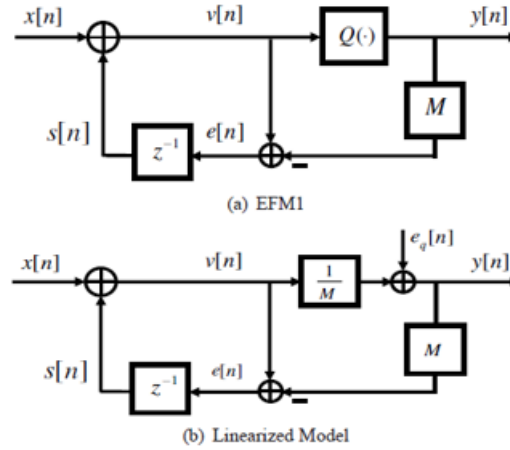 x[n] v[n] Q(·) y[n]
M
s[n] z⁻¹ e[n]
(a) EFM1
e_q[n]
x[n] v[n] 1/M y[n]
M
s[n] z⁻¹ e[n]
(b) Linearized Model